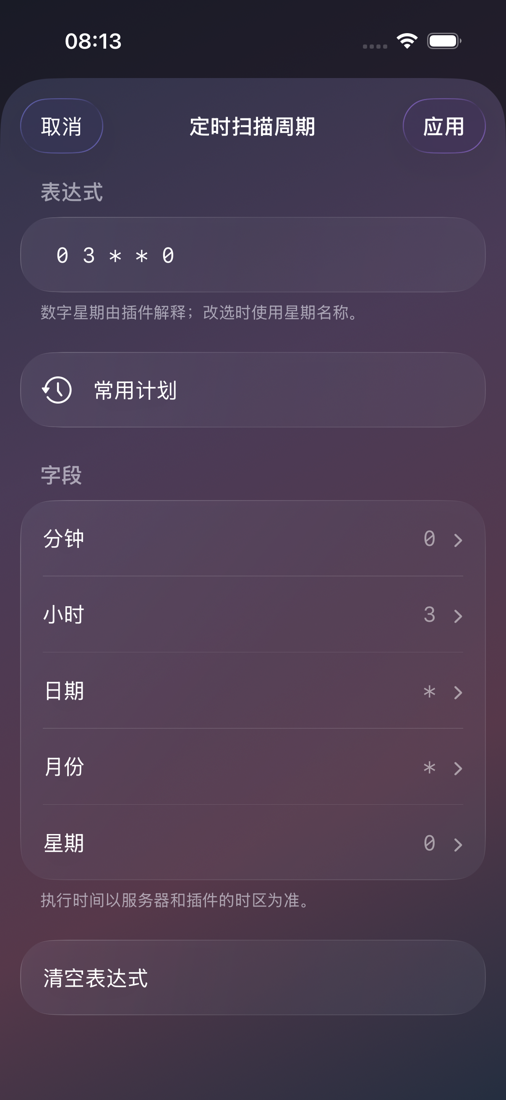 08:13
取消
定时扫描周期
应用
表达式
0 3 * * 0
数字星期由插件解释；改选时使用星期名称。
常用计划
字段
分钟 0
小时 3
日期 *
月份 *
星期 0
执行时间以服务器和插件的时区为准。
清空表达式